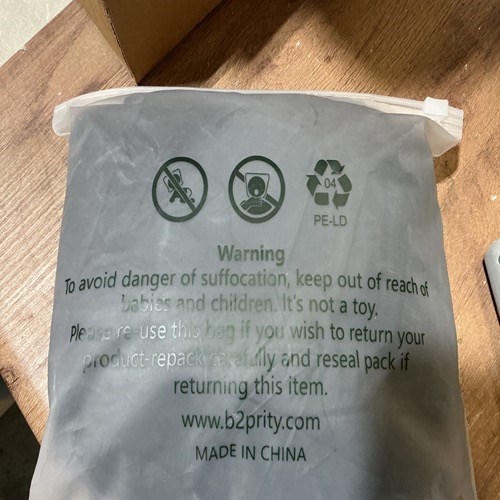 04
PE-LD
Warning
To avoid danger of suffocation, keep out of reach of
babies and children. It's not a toy.
Please re-use this bag if you wish to return your
product-repack carefully and reseal pack if
returning this item.
www.b2prity.com
MADE IN CHINA